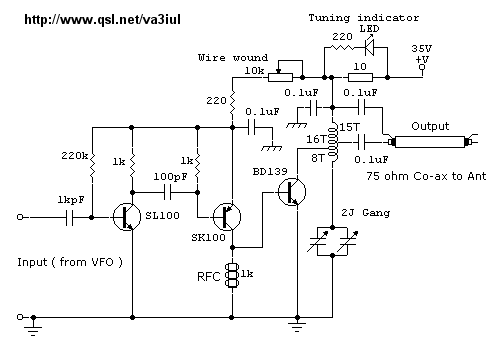 http://www.qsl.net/va3iul
Tuning indicator
LED
220
35V
+V
Wire wound
10k
10
220
0.1uF
0.1uF
0.1uF
15T
Output
16T
220k
1k
1k
8T
0.1uF
100pF
BD139
75 ohm Co-ax to Ant
1kpF
SL100
SK100
2J Gang
Input ( from VFO )
RFC
1k